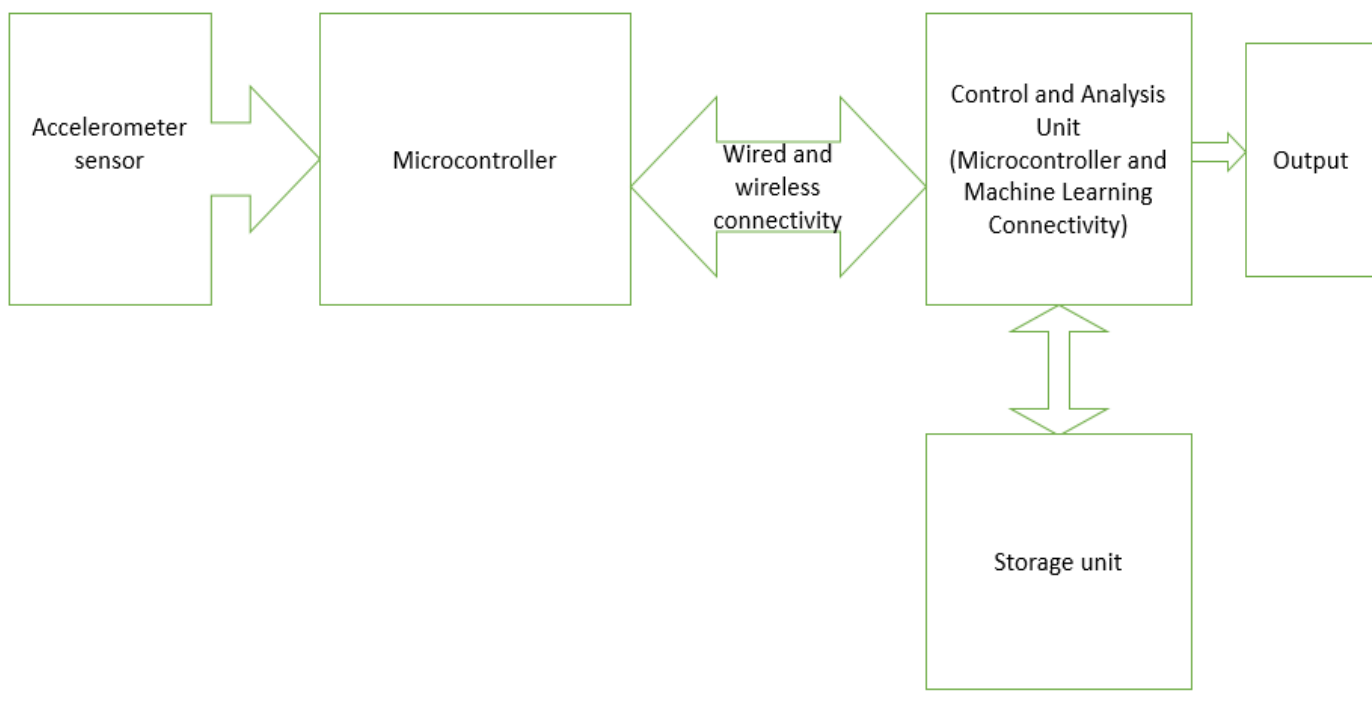 Accelerometer
sensor
Microcontroller
Wired and
wireless
connectivity
Control and Analysis
Unit
(Microcontroller and
Machine Learning
Connectivity)
Output
Storage unit